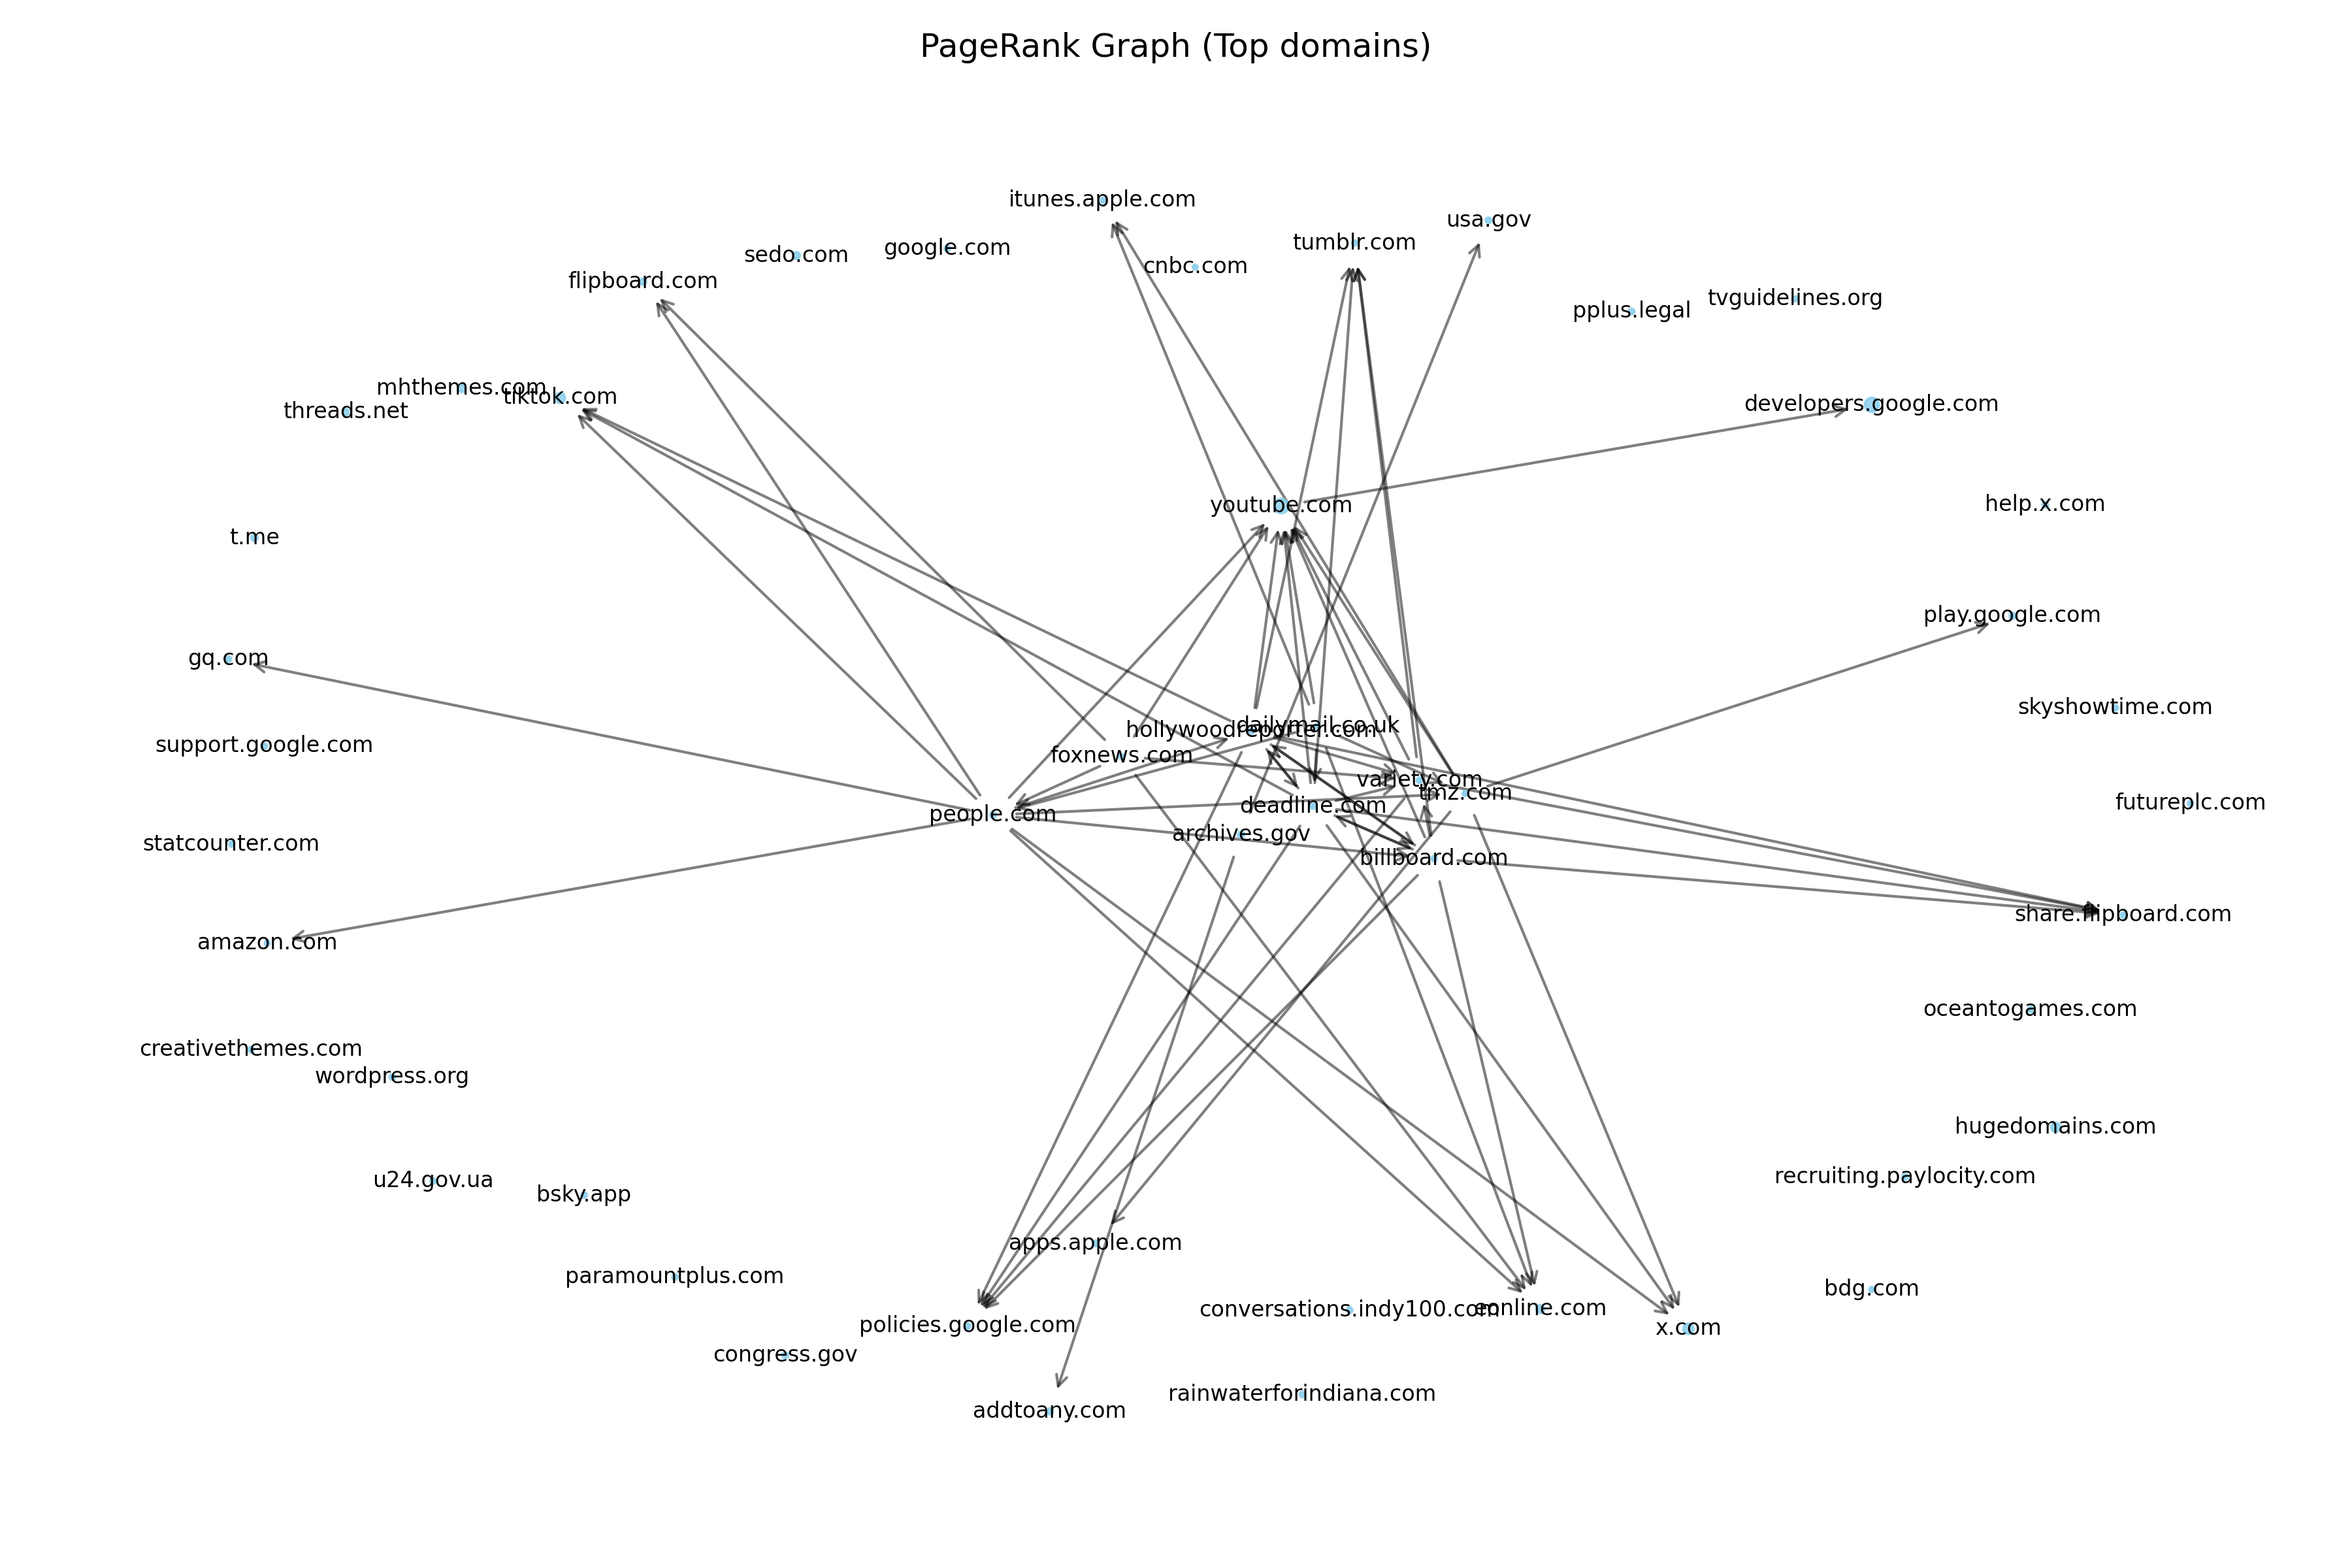 PageRank Graph (Top domains)
itunes.apple.com
usa.gov
tumblr.com
google.com
sedo.com
cnbc.com
flipboard.com
tvguidelines.org
pplus.legal
mhthemes.com
tiktok.com
threads.net
developers.google.com
youtube.com
help.x.com
t.me
play.google.com
gq.com
skyshowtime.com
dailymail.co.uk
hollywoodreporter.com
support.google.com
foxnews.com
variety.com
tmz.com
futureplc.com
deadline.com
people.com
archives.gov
statcounter.com
billboard.com
share.flipboard.com
amazon.com
oceantogames.com
creativethemes.com
wordpress.org
hugedomains.com
recruiting.paylocity.com
u24.gov.ua
bsky.app
apps.apple.com
paramountplus.com
bdg.com
conversations.indy100.com
eonline.com
policies.google.com
x.com
congress.gov
rainwaterforindiana.com
addtoany.com